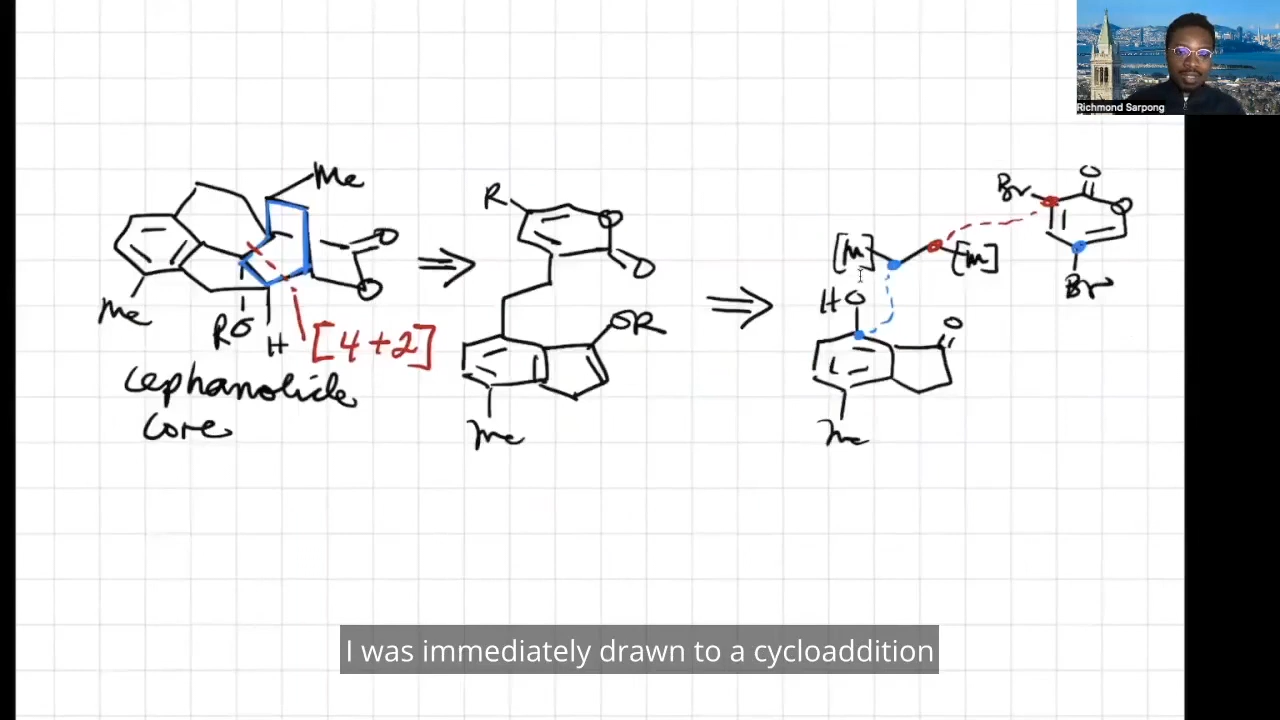 Richmond Sarpong
Me
O
O
Me
RO
H
[4+2]
cephanolide
core
R
O
O
OR
Me
[M]
[M]
HO
O
Me
Br
O
O
Br
I was immediately drawn to a cycloaddition